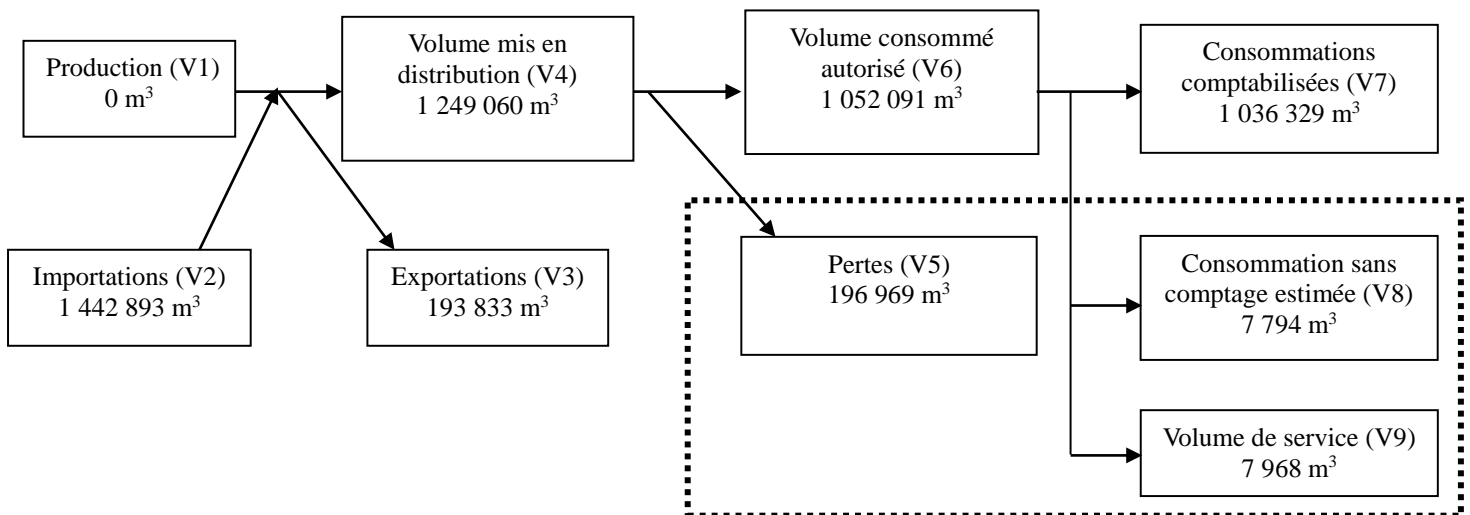 Production (V1)
0 m³
Volume mis en
distribution (V4)
1 249 060 m³
Volume consommé
autorisé (V6)
1 052 091 m³
Consommations
comptabilisées (V7)
1 036 329 m³
Importations (V2)
1 442 893 m³
Exportations (V3)
193 833 m³
Pertes (V5)
196 969 m³
Consommation sans
comptage estimée (V8)
7 794 m³
Volume de service (V9)
7 968 m³